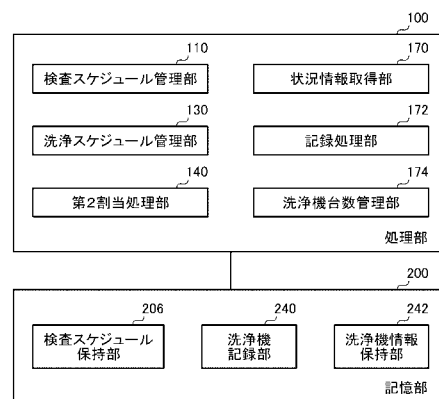 100
110
検査スケジュール管理部
170
状況情報取得部
130
洗浄スケジュール管理部
172
記録処理部
140
第2割当処理部
174
洗浄機台数管理部
処理部
200
206
検査スケジュール
保持部
240
洗浄機
記録部
242
洗浄機情報
保持部
記憶部